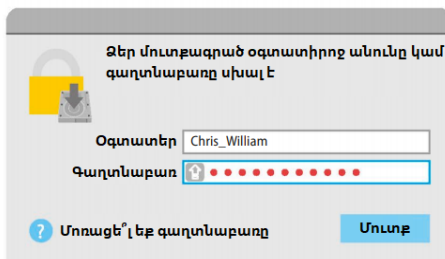 Ձեր մուտքագրած օգտատիրոջ անունը կամ
գաղտնաբառը սխալ է
Օգտատեր Chris_William
Գաղտնաբառ
Մոռացե՞լ եք գաղտնաբառը
Մուտք